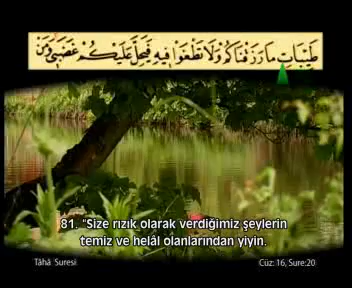 طَيِّبَاتِ مَا رَزَقْنَاكُمْ وَلَا تَطْغَوْا فِيهِ فَيَحِلَّ عَلَيْكُمْ غَضَبِي وَمَنْ
81. "Size rızık olarak verdiğimiz şeylerin
temiz ve helâl olanlarından yiyin.
Tâhâ Suresi
Cüz: 16, Sure:20